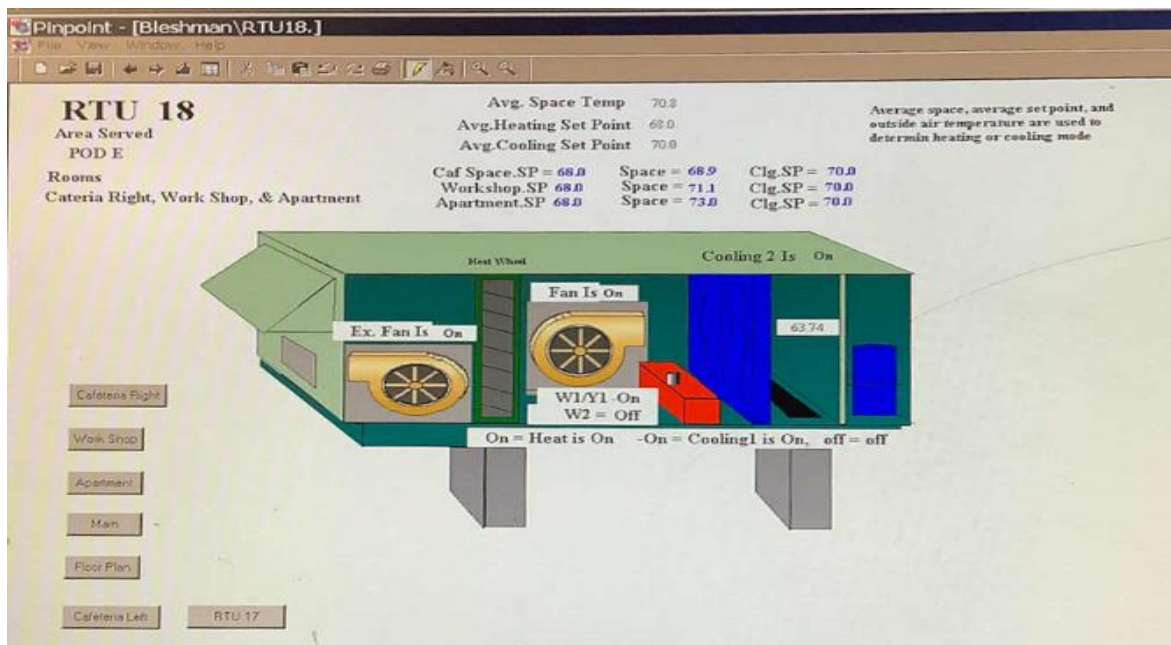 Pinpoint - [Bleshman\RTU18.]
File View Window Help
RTU 18
Area Served
POD E
Rooms
Cateria Right, Work Shop, & Apartment
Avg. Space Temp 70.8
Avg.Heating Set Point 68.0
Avg.Cooling Set Point 70.0
Average space, average setpoint, and
outside air temperature are used to
determin heating or cooling mode
Caf Space.SP = 68.0 Space = 68.9 Clg.SP = 70.0
Workshop.SP 68.0 Space = 71.1 Clg.SP = 70.0
Apartment.SP 68.0 Space = 73.0 Clg.SP = 70.0
Heat Wheel
Cooling 2 Is On
Fan Is On
Ex. Fan Is On
63.74
W1/Y1 -On
W2 = Off
On = Heat is On -On = Cooling1 is On, off = off
Cafeteria Right
Work Shop
Apartment
Main
Floor Plan
Cafeteria Left
RTU 17